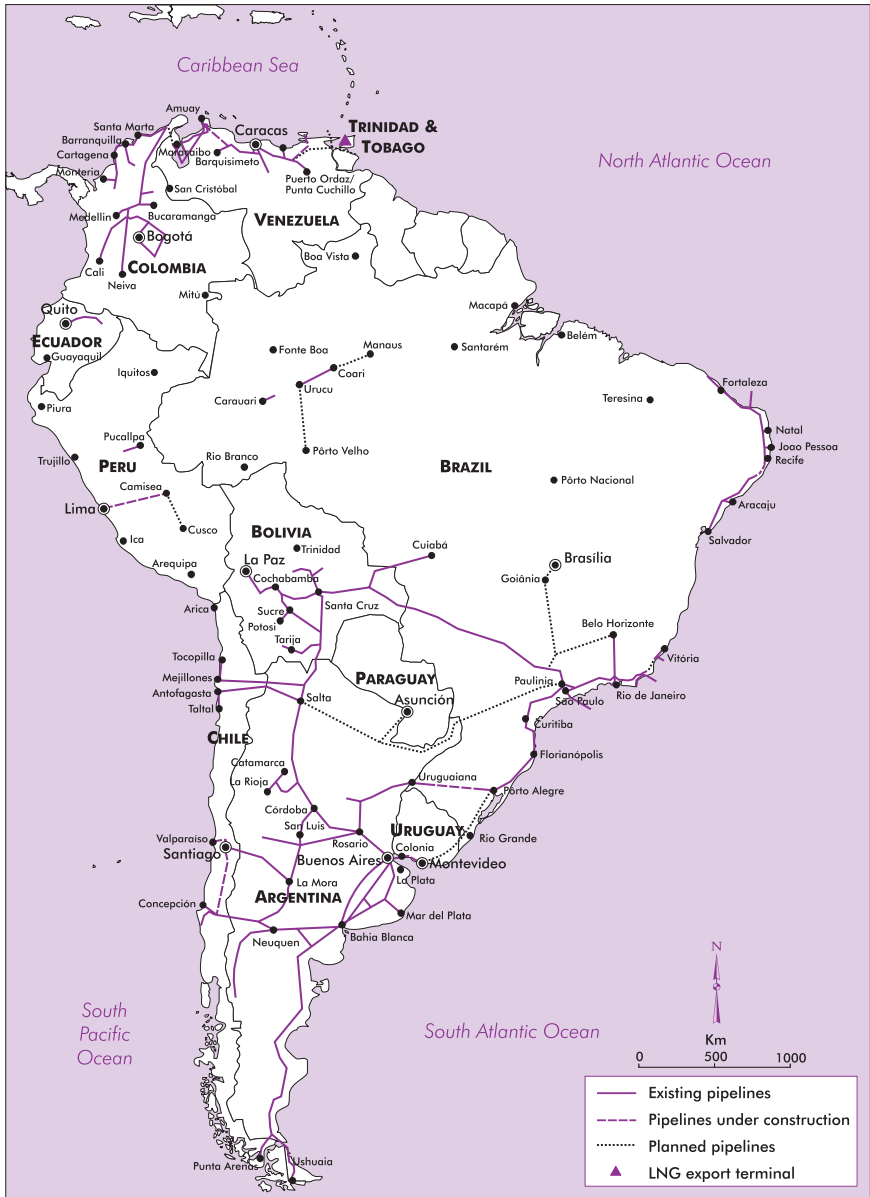 Caribbean Sea
Amuay
Santa Marta
Caracas
TRINIDAD &
TOBAGO
Barranquilla
Maracaibo
Cartagena
Barquisimeto
North Atlantic Ocean
Monteria
Puerto Ordaz/
Punta Cuchillo
San Cristóbal
Medellin
Bucaramanga
VENEZUELA
Bogotá
Boa Vista
COLOMBIA
Cali
Neiva
Mitú
Macapá
Quito
Belém
ECUADOR
Manaus
Santarém
Fonte Boa
Guayaquil
Coari
Iquitos
Fortaleza
Urucu
Carauari
Teresina
Piura
Natal
Pucallpa
Joao Pessoa
Trujillo
Pôrto Velho
Rio Branco
Recife
PERU
BRAZIL
Camisea
Pôrto Nacional
Lima
Aracaju
Cusco
BOLIVIA
Ica
Salvador
Trinidad
Cuiabá
La Paz
Brasília
Arequipa
Cochabamba
Goiânia
Arica
Sucre
Santa Cruz
Potosi
Belo Horizonte
Tarija
Tocopilla
Vitória
Mejillones
PARAGUAY
Paulinia
Antofagasta
Salta
Asunción
São Paulo
Rio de Janeiro
Taltal
Curitiba
CHILE
Florianópolis
Catamarca
La Rioja
Uruguaiana
Pôrto Alegre
Córdoba
San Luis
Rosario
URUGUAY
Rio Grande
Valparaíso
Santiago
Buenos Aires
Colonia
Montevideo
La Plata
La Mora
ARGENTINA
Concepción
Mar del Plata
Neuquen
Bahia Blanca
N
South
Pacific
Ocean
South Atlantic Ocean
Km
0 500 1000
Existing pipelines
Pipelines under construction
Planned pipelines
LNG export terminal
Punta Arenas
Ushuaia